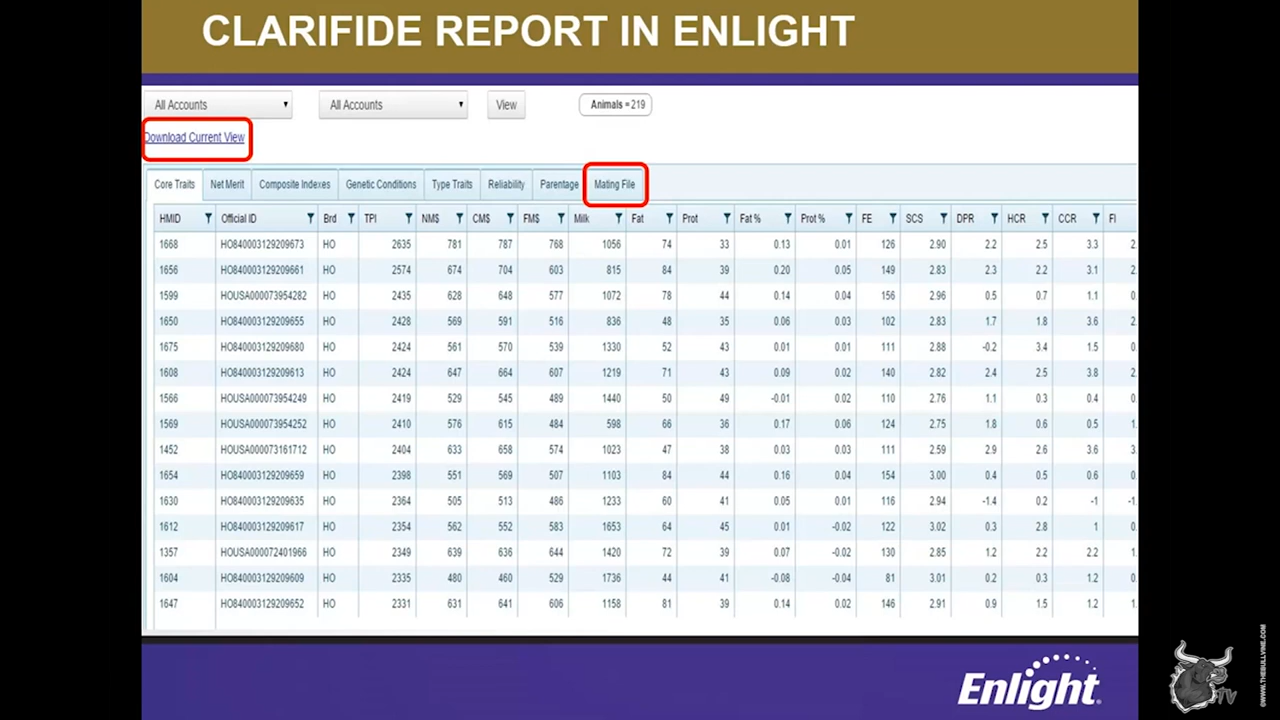 CLARIFIDE REPORT IN ENLIGHT
All Accounts All Accounts View Animals = 219
Download Current View
Core Traits Net Merit Composite Indexes Genetic Conditions Type Traits Reliability Parentage Mating File
HMID Official ID Brd TPI NM$ CM$ FM$ Milk Fat Prot Fat % Prot % FE SCS DPR HCR CCR FI
1668 HO840003129209673 HO 2635 781 787 768 1056 74 33 0.13 0.01 126 2.90 2.2 2.5 3.3 2.
1656 HO840003129209661 HO 2574 674 704 603 815 84 39 0.20 0.05 149 2.83 2.3 2.2 3.1 2.
1599 HOUSA000073954282 HO 2435 628 648 577 1072 78 44 0.14 0.04 156 2.96 0.5 0.7 1.1 0.
1650 HO840003129209655 HO 2428 569 591 516 836 48 35 0.06 0.03 102 2.83 1.7 1.8 3.6 2.
1675 HO840003129209680 HO 2424 561 570 539 1330 52 43 0.01 0.01 111 2.88 -0.2 3.4 1.5 0.
1608 HO840003129209613 HO 2424 647 664 607 1219 71 43 0.09 0.02 140 2.82 2.4 2.5 3.8 2.
1566 HOUSA000073954249 HO 2419 529 545 489 1440 50 49 -0.01 0.02 110 2.76 1.1 0.3 0.4 0.
1569 HOUSA000073954252 HO 2410 576 615 484 598 66 36 0.17 0.06 124 2.75 1.8 0.6 0.5 1.
1452 HOUSA000073161712 HO 2404 633 658 574 1023 47 38 0.03 0.03 111 2.59 2.9 2.6 3.6 3.
1654 HO840003129209659 HO 2398 551 569 507 1103 84 44 0.16 0.04 154 3.00 0.4 0.5 0.6 0.
1630 HO840003129209635 HO 2364 505 513 486 1233 60 41 0.05 0.01 116 2.94 -1.4 0.2 -1 -1.
1612 HO840003129209617 HO 2354 562 552 583 1653 64 45 0.01 -0.02 122 3.02 0.3 2.8 1 0.
1357 HOUSA000072401966 HO 2349 639 636 644 1420 72 39 0.07 -0.02 130 2.85 1.2 2.2 2.2 1.
1604 HO840003129209609 HO 2335 480 460 529 1736 44 41 -0.08 -0.04 81 3.01 0.2 0.3 1.2 0.
1647 HO840003129209652 HO 2331 631 641 606 1158 81 39 0.14 0.02 146 2.91 0.9 1.5 1.2 1.
Enlight
TV
©WWW.THEBULLVINE.COM